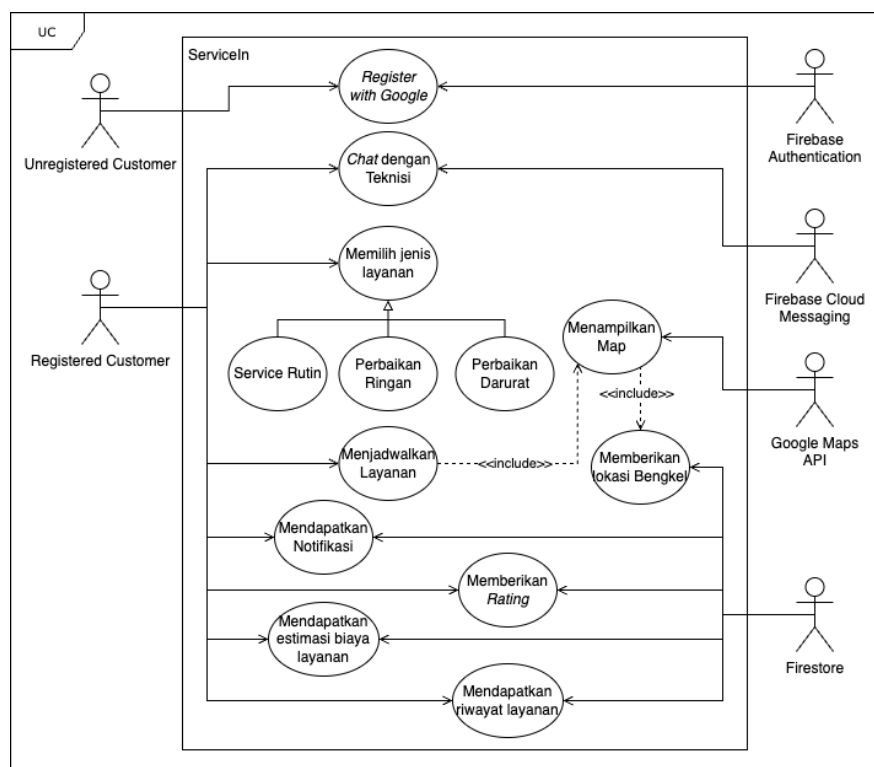 UC
ServiceIn
Register
with Google
Unregistered Customer
Firebase
Authentication
Chat dengan
Teknisi
Memilih jenis
layanan
Firebase Cloud
Messaging
Registered Customer
Service Rutin
Perbaikan
Ringan
Perbaikan
Darurat
Menampilkan
Map
<<include>>
Google Maps
API
Menjadwalkan
Layanan
<<include>>
Memberikan
lokasi Bengkel
Mendapatkan
Notifikasi
Memberikan
Rating
Mendapatkan
estimasi biaya
layanan
Firestore
Mendapatkan
riwayat layanan